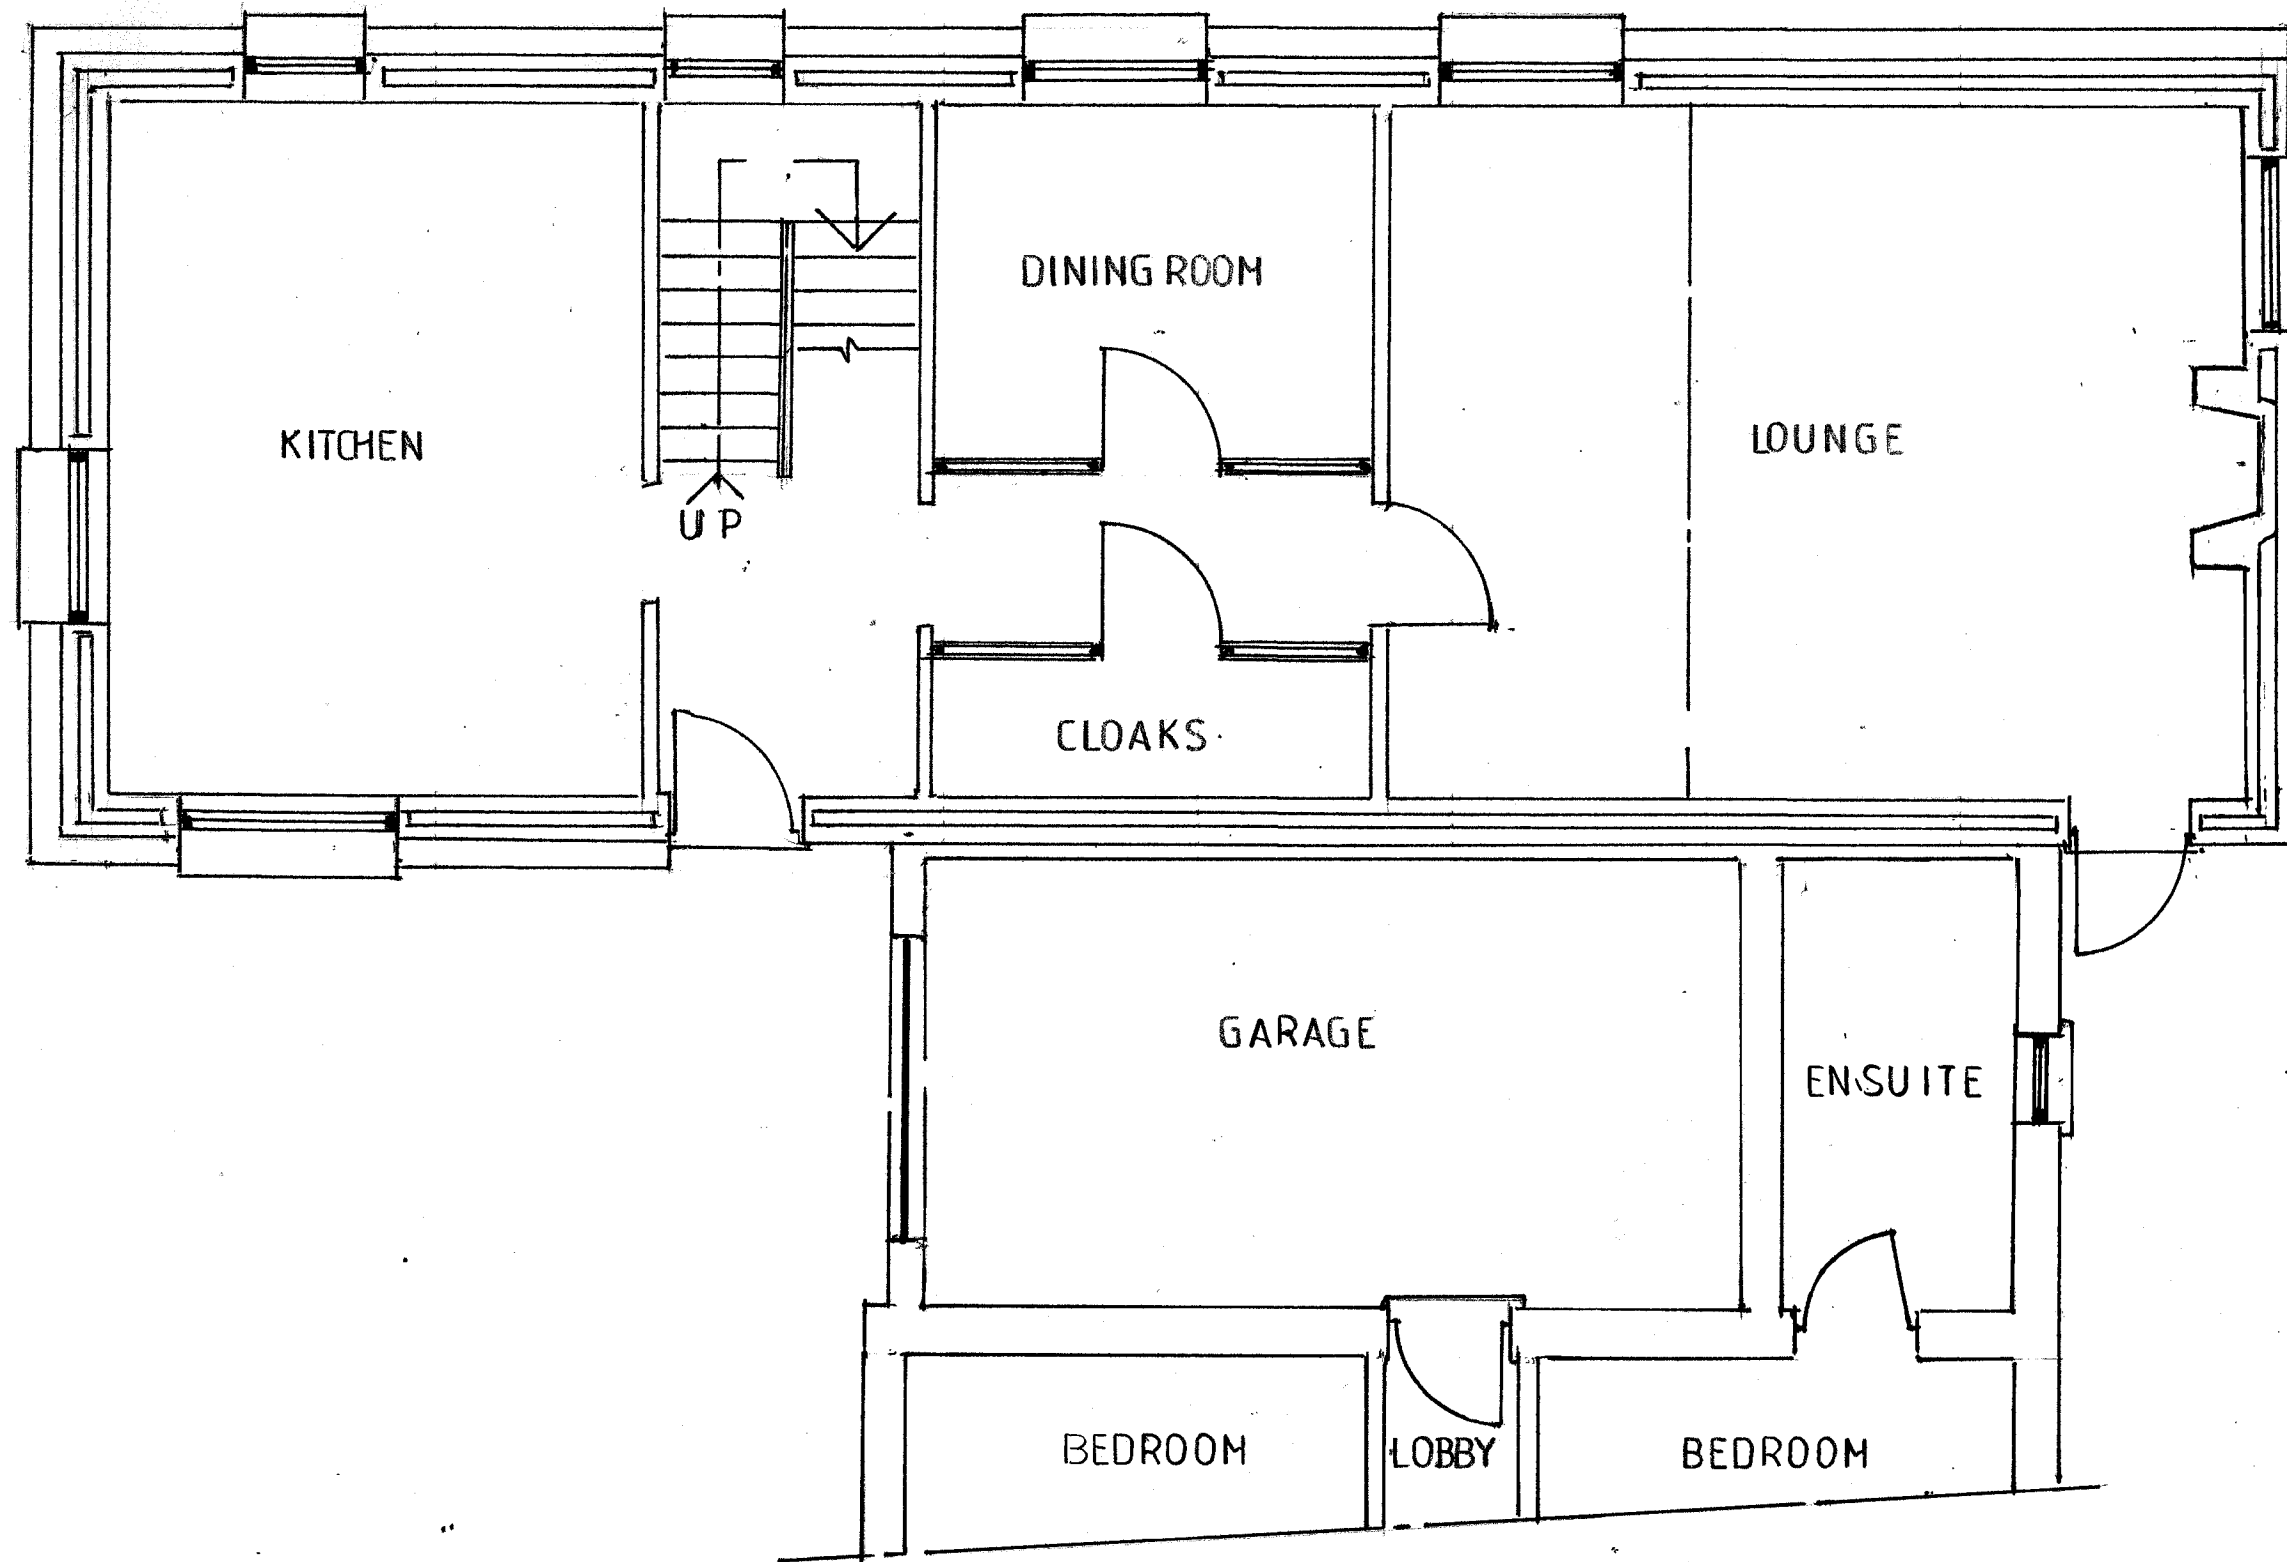 DINING ROOM
KITCHEN
LOUNGE
UP
CLOAKS
GARAGE
ENSUITE
BEDROOM
LOBBY
BEDROOM